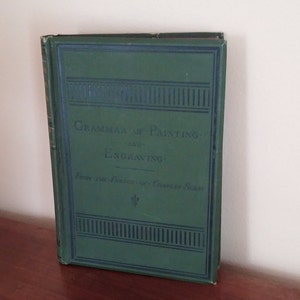 GRAMMAR OF PAINTING
AND
ENGRAVING
FROM THE FRENCH OF CHARLES BLANC